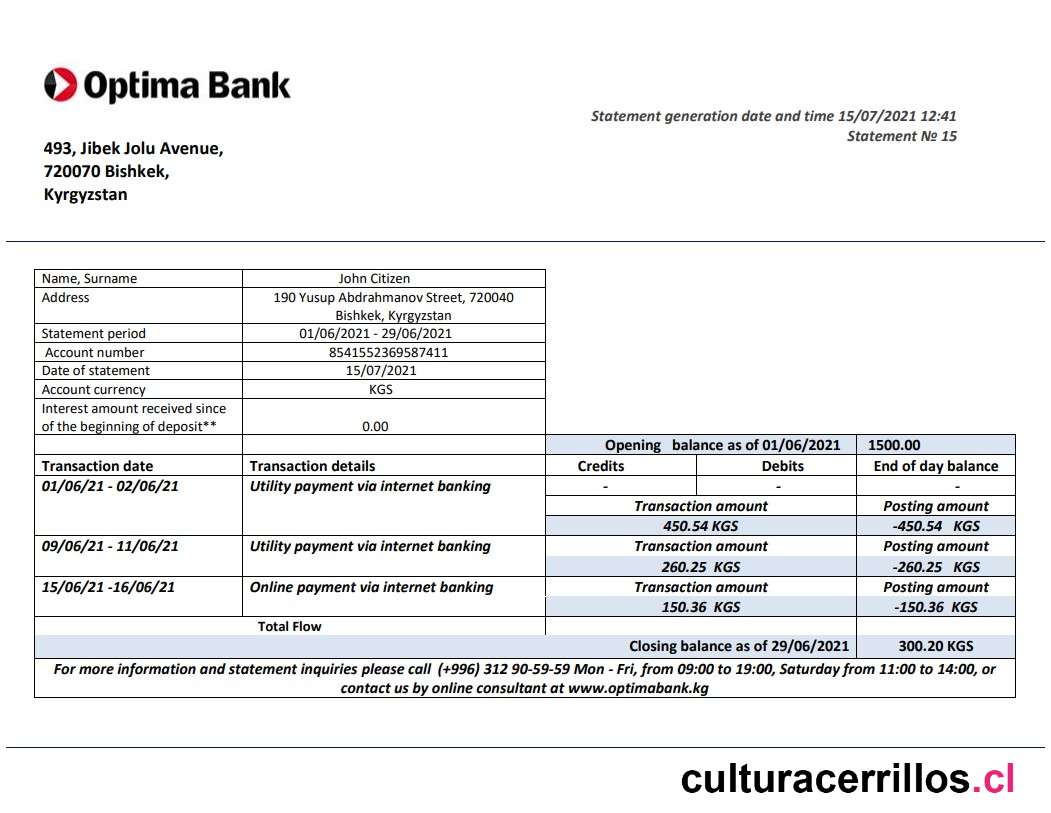 Optima Bank
Statement generation date and time 15/07/2021 12:41
Statement № 15
493, Jibek Jolu Avenue,
720070 Bishkek,
Kyrgyzstan
Name, Surname John Citizen
Address 190 Yusup Abdrahmanov Street, 720040
Bishkek, Kyrgyzstan
Statement period 01/06/2021 - 29/06/2021
Account number 8541552369587411
Date of statement 15/07/2021
Account currency KGS
Interest amount received since
of the beginning of deposit** 0.00
Opening balance as of 01/06/2021 1500.00
Transaction date Transaction details Credits Debits End of day balance
01/06/21 - 02/06/21 Utility payment via internet banking - - -
Transaction amount Posting amount
450.54 KGS -450.54 KGS
09/06/21 - 11/06/21 Utility payment via internet banking Transaction amount Posting amount
260.25 KGS -260.25 KGS
15/06/21 -16/06/21 Online payment via internet banking Transaction amount Posting amount
150.36 KGS -150.36 KGS
Total Flow
Closing balance as of 29/06/2021 300.20 KGS
For more information and statement inquiries please call (+996) 312 90-59-59 Mon - Fri, from 09:00 to 19:00, Saturday from 11:00 to 14:00, or
contact us by online consultant at www.optimabank.kg
culturacerrillos.cl